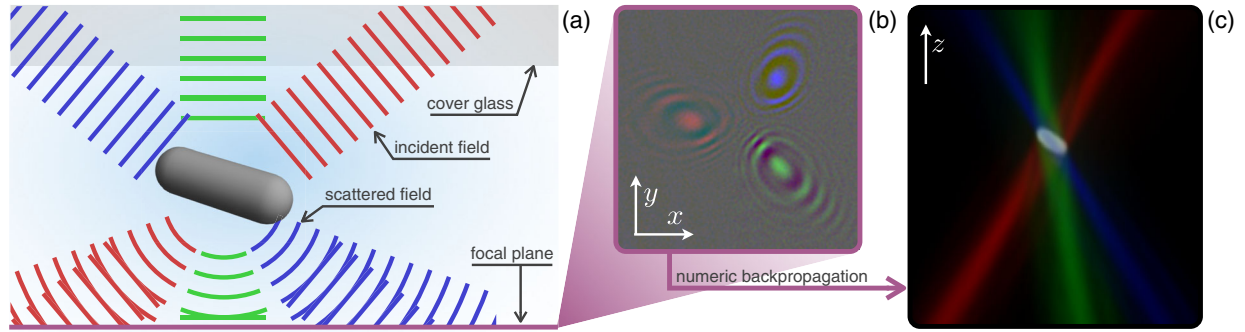 (a)
cover glass
incident field
scattered field
focal plane
(b)
y
x
numeric backpropagation
(c)
z